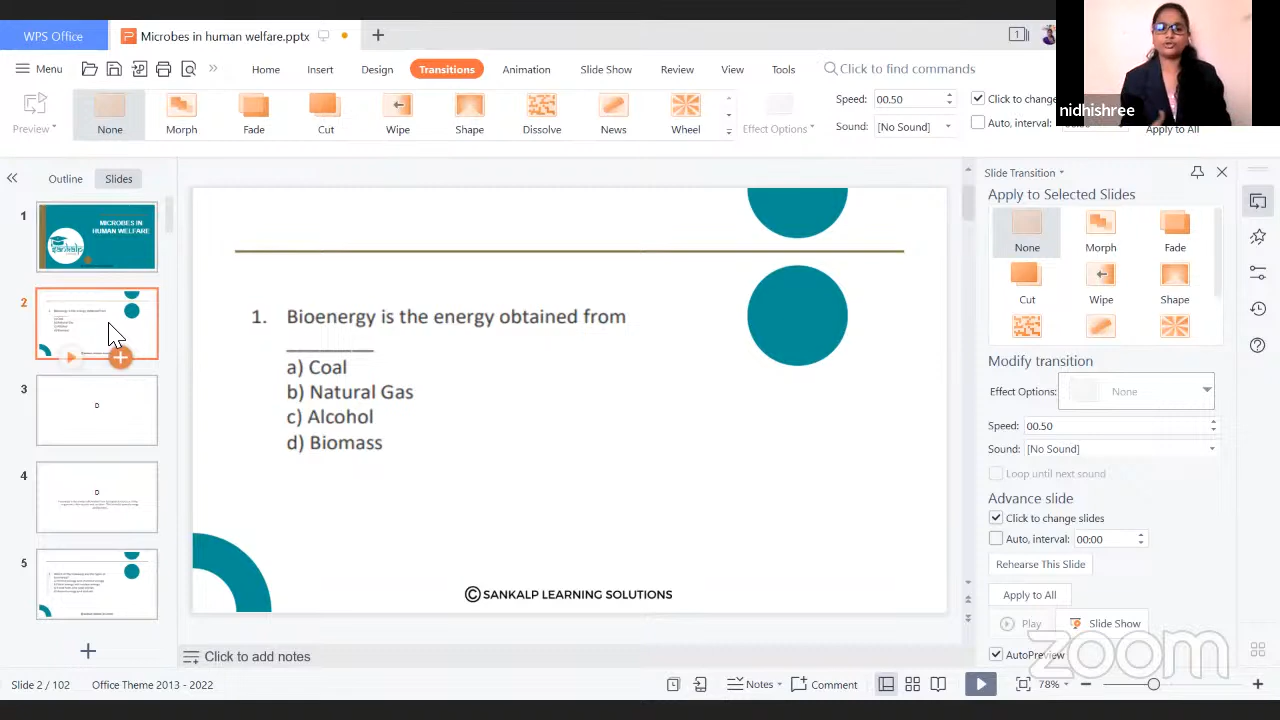 WPS Office
Microbes in human welfare.pptx
Menu
Home
Insert
Design
Transitions
Animation
Slide Show
Review
View
Tools
Click to find commands
nidhishree
Preview
None
Morph
Fade
Cut
Wipe
Shape
Dissolve
News
Wheel
Effect Options
Speed: 00.50
Sound: [No Sound]
Click to change
Auto, interval:
Apply to All
Outline
Slides
1
MICROBES IN
HUMAN WELFARE
2
3
D
4
D
5
1. Bioenergy is the energy obtained from
________
a) Coal
b) Natural Gas
c) Alcohol
d) Biomass
© SANKALP LEARNING SOLUTIONS
Slide Transition
Apply to Selected Slides
None
Morph
Fade
Cut
Wipe
Shape
Modify transition
Effect Options: None
Speed: 00.50
Sound: [No Sound]
Loop until next sound
Advance slide
Click to change slides
Auto, interval: 00:00
Rehearse This Slide
Apply to All
Play
Slide Show
AutoPreview
zoom
Click to add notes
Slide 2 / 102
Office Theme 2013 - 2022
Notes
Comment
78%